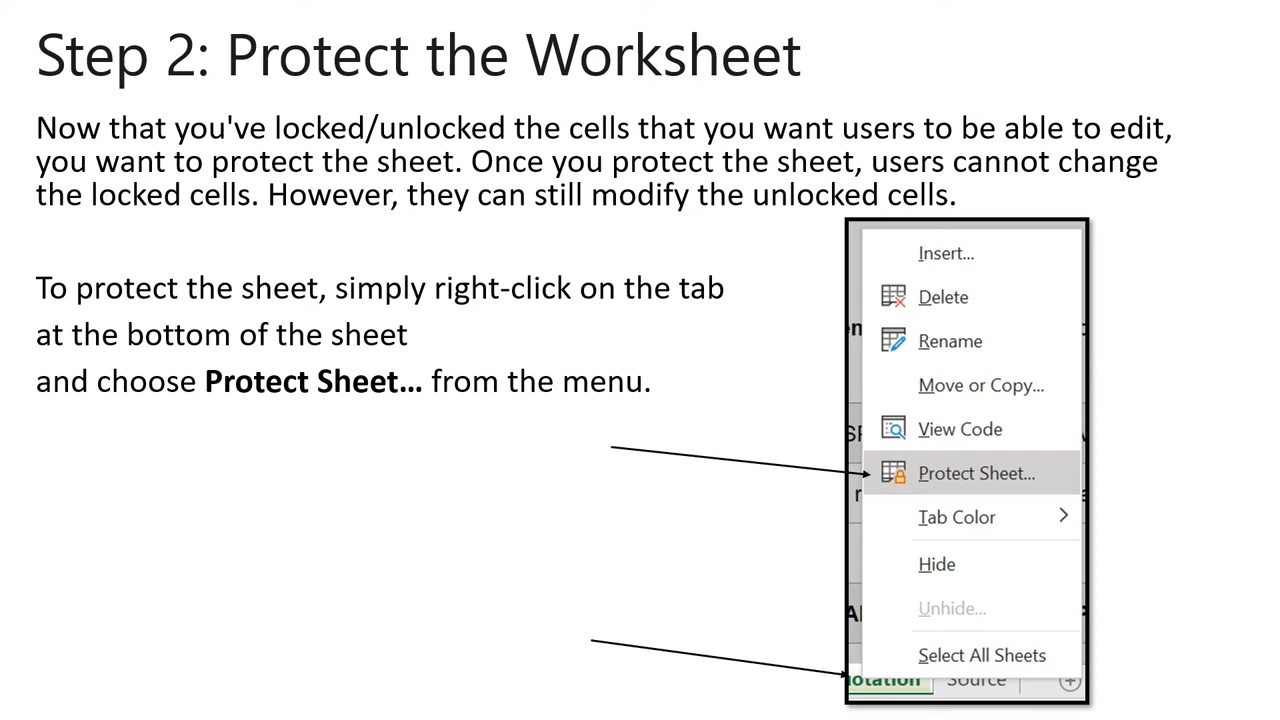 Step 2: Protect the Worksheet
Now that you've locked/unlocked the cells that you want users to be able to edit,
you want to protect the sheet. Once you protect the sheet, users cannot change
the locked cells. However, they can still modify the unlocked cells.
To protect the sheet, simply right-click on the tab
at the bottom of the sheet
and choose Protect Sheet... from the menu.
Insert...
Delete
Rename
Move or Copy...
View Code
Protect Sheet...
Tab Color
Hide
Unhide...
Select All Sheets
Source